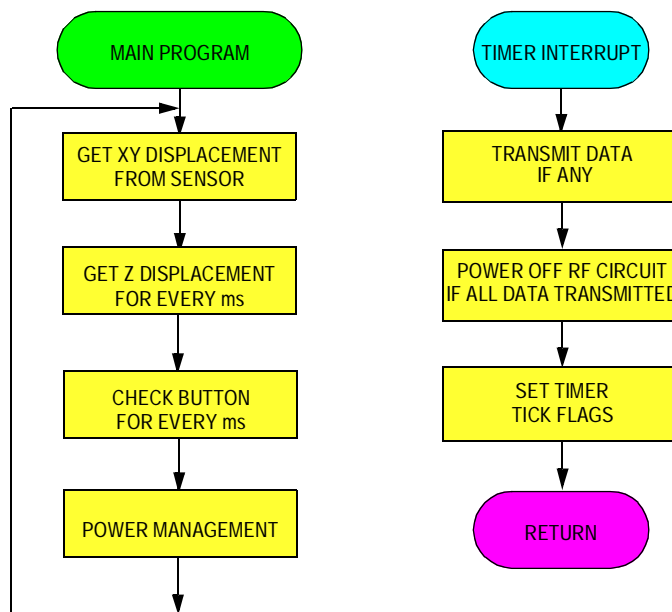 MAIN PROGRAM
GET XY DISPLACEMENT
FROM SENSOR
GET Z DISPLACEMENT
FOR EVERY ms
CHECK BUTTON
FOR EVERY ms
POWER MANAGEMENT
TIMER INTERRUPT
TRANSMIT DATA
IF ANY
POWER OFF RF CIRCUIT
IF ALL DATA TRANSMITTED
SET TIMER
TICK FLAGS
RETURN